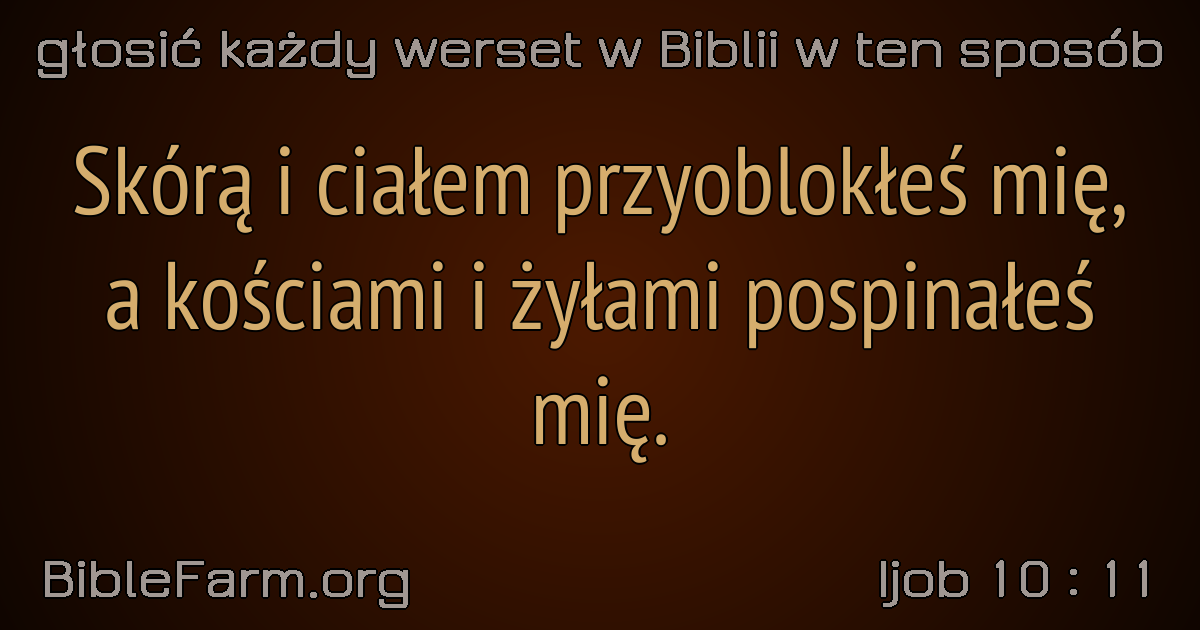 głosić każdy werset w Biblii w ten sposób
Skórą i ciałem przyoblokłeś mię,
a kościami i żyłami pospinałeś
mię.
BibleFarm.org
Ijob 10 : 11